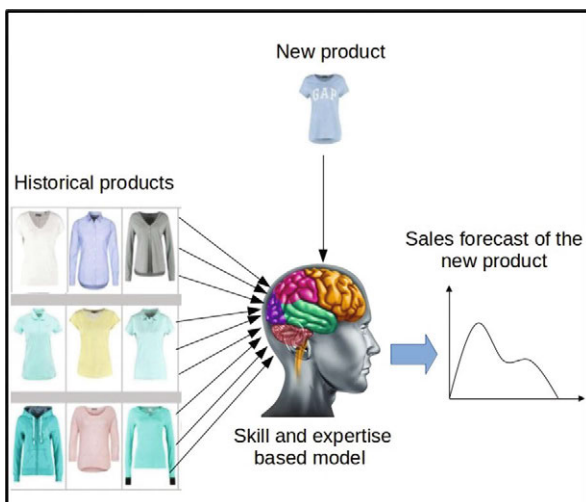 New product
GAP
Historical products
Sales forecast of the
new product
Skill and expertise
based model